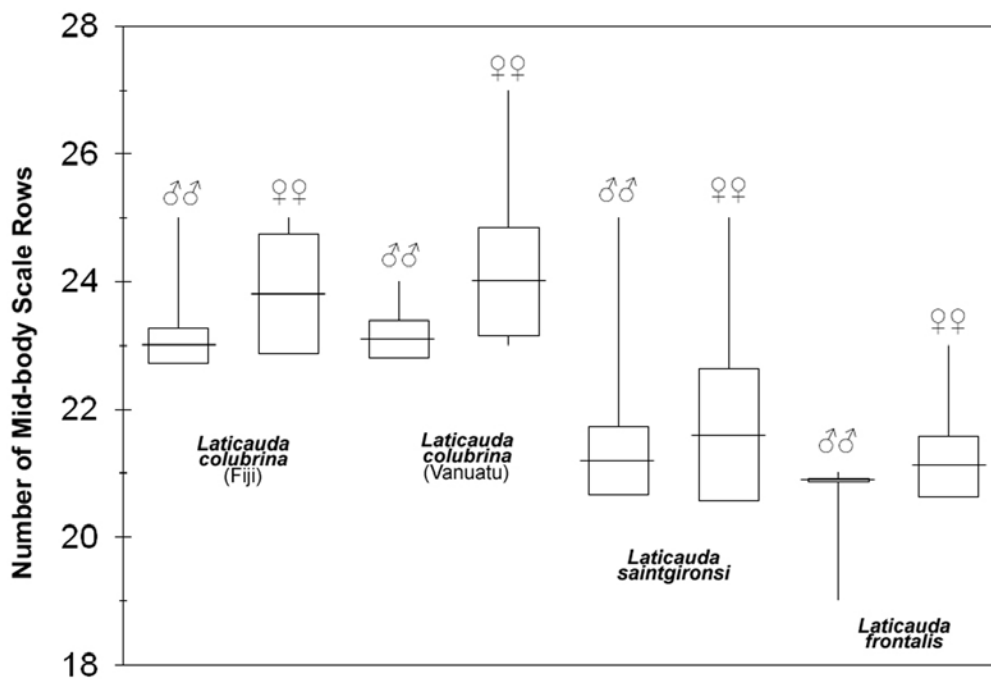 Number of Mid-body Scale Rows
28
26
24
22
20
18
♂♂
♀♀
♂♂
♀♀
♂♂
♀♀
♂♂
♀♀
Laticauda
colubrina
(Fiji)
Laticauda
colubrina
(Vanuatu)
Laticauda
saintgironsi
Laticauda
frontalis